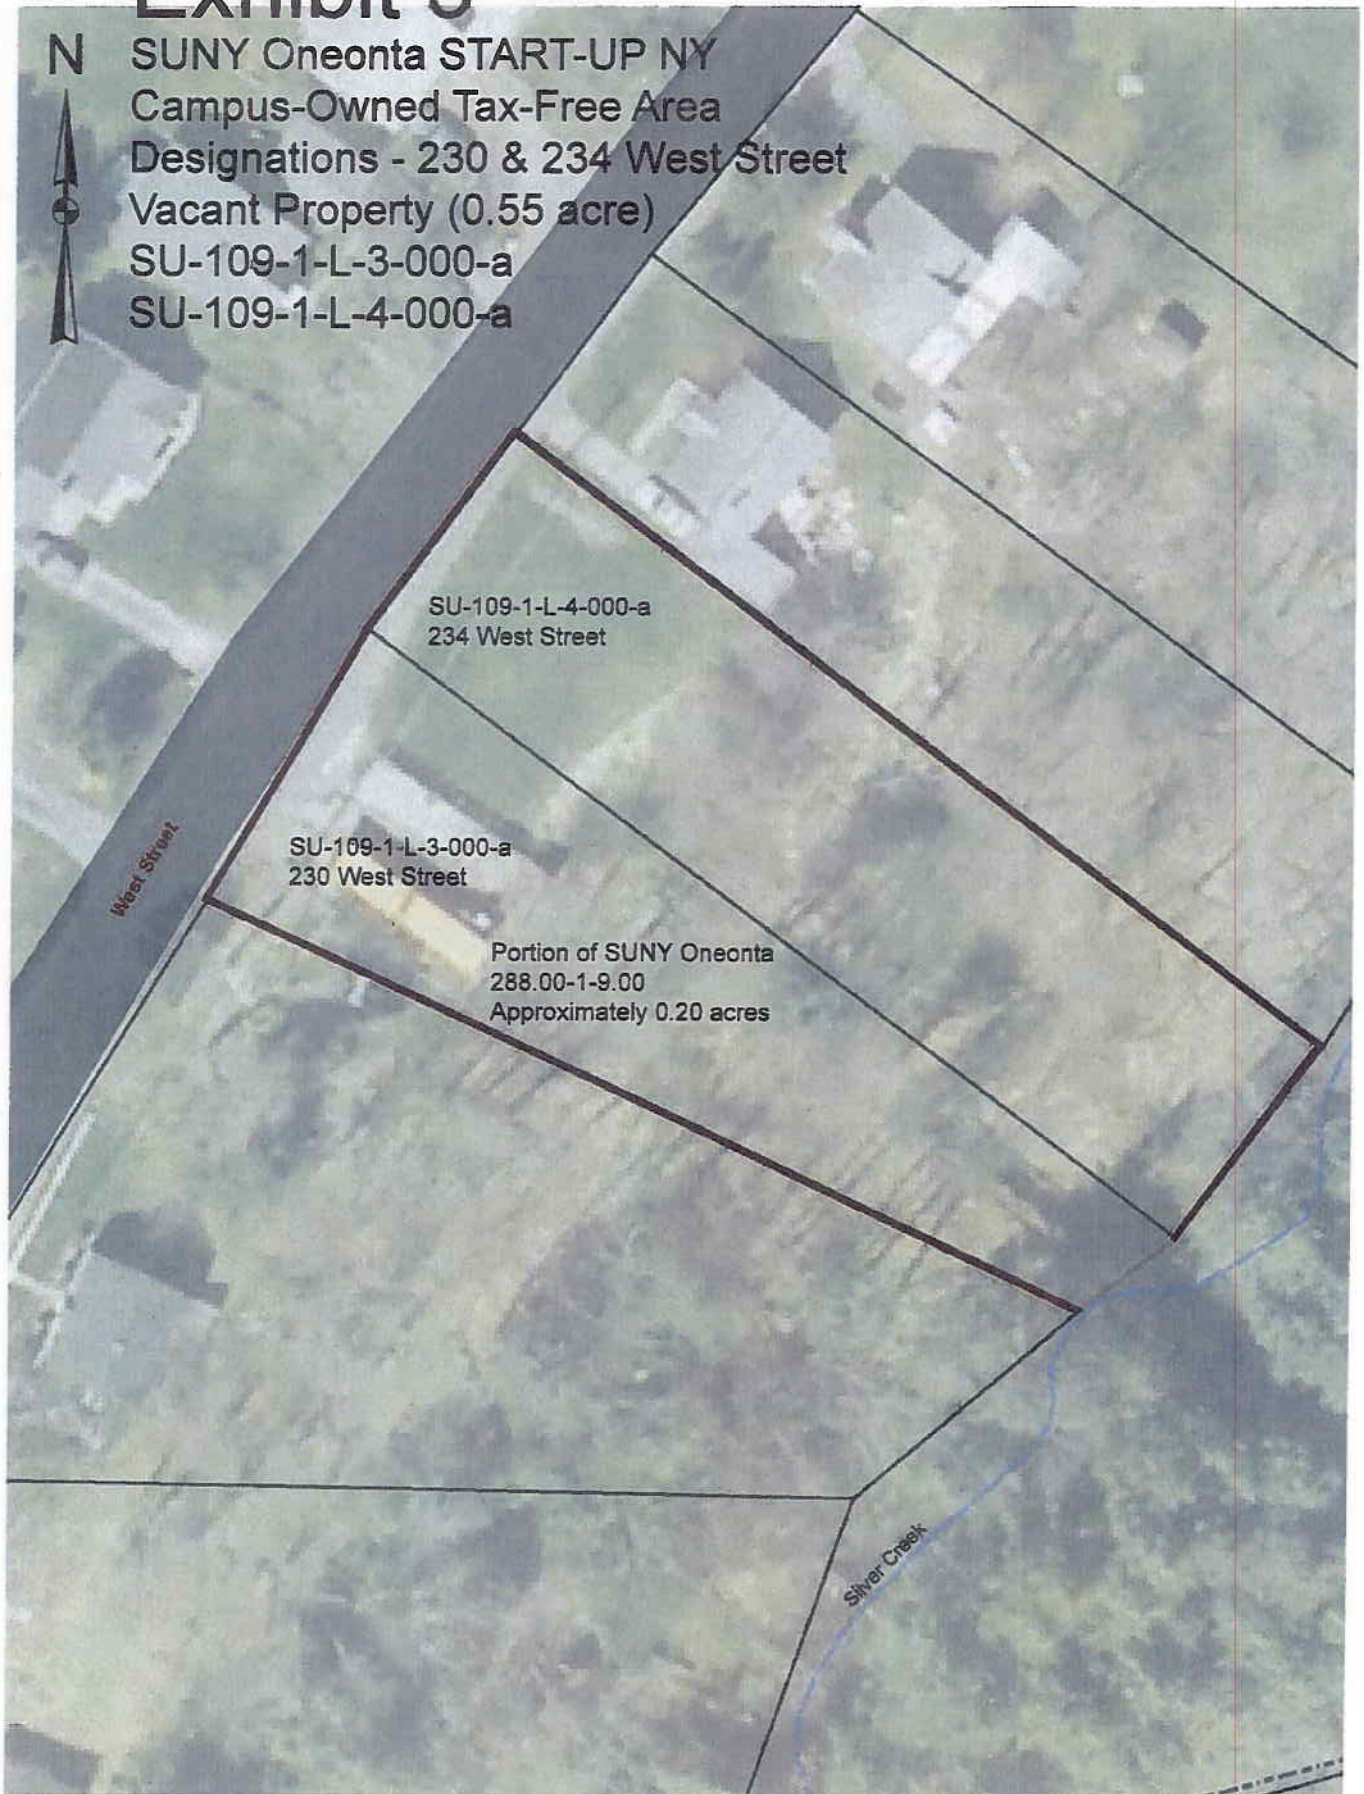 Exhibit 3
N
SUNY Oneonta START-UP NY
Campus-Owned Tax-Free Area
Designations - 230 & 234 West Street
Vacant Property (0.55 acre)
SU-109-1-L-3-000-a
SU-109-1-L-4-000-a
SU-109-1-L-4-000-a
234 West Street
SU-109-1-L-3-000-a
230 West Street
West Street
Portion of SUNY Oneonta
288.00-1-9.00
Approximately 0.20 acres
Silver Creek